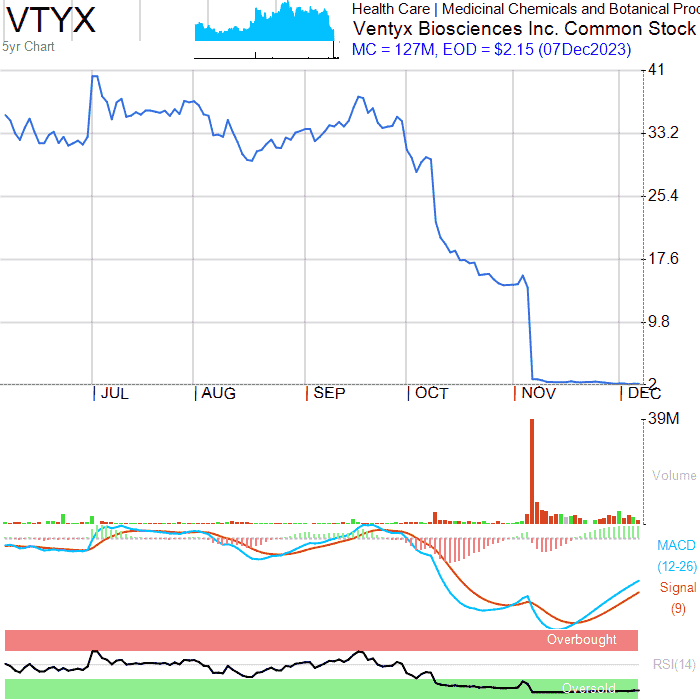 VTYX
5yr Chart
Health Care | Medicinal Chemicals and Botanical Proc
Ventyx Biosciences Inc. Common Stock
MC = 127M, EOD = $2.15 (07Dec2023)
41
33.2
25.4
17.6
9.8
2
JUL AUG SEP OCT NOV DEC
39M
Volume
MACD
(12-26)
Signal
(9)
Overbought
RSI(14)
Oversold